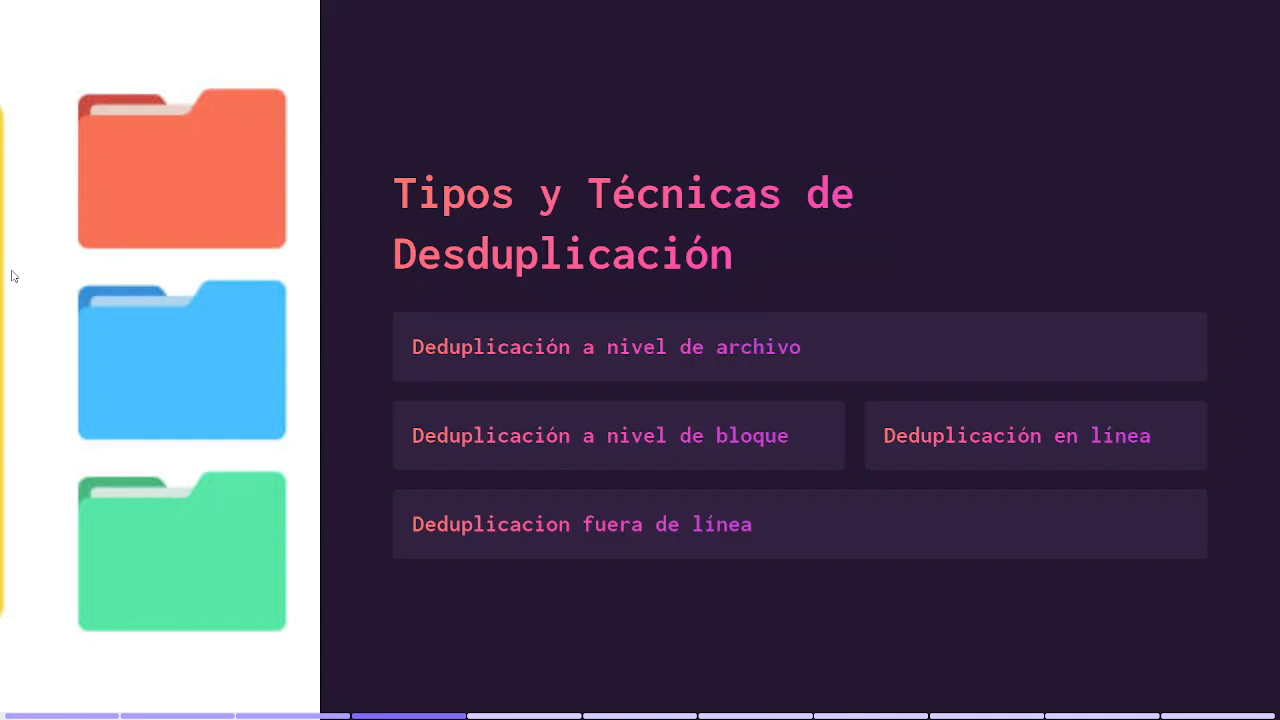 Tipos y Técnicas de
Desduplicación
Deduplicación a nivel de archivo
Deduplicación a nivel de bloque
Deduplicación en línea
Deduplicacion fuera de línea